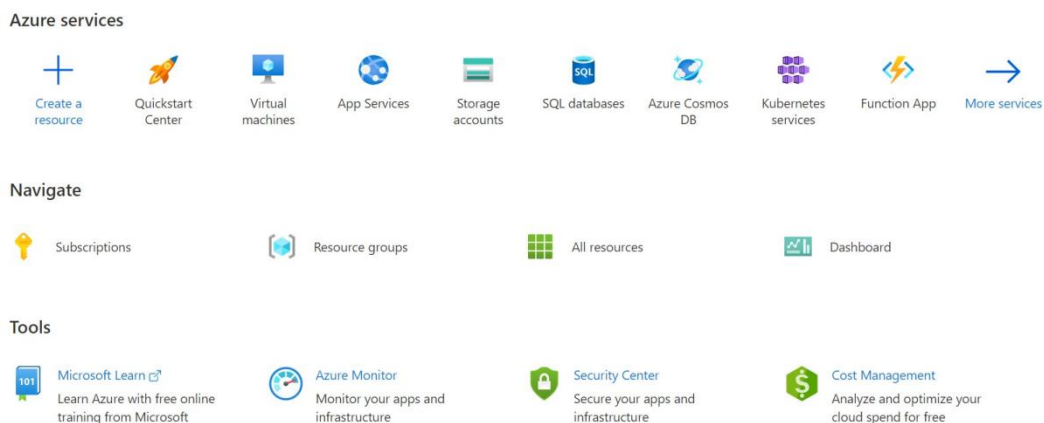 Azure services
Create a resource
Quickstart Center
Virtual machines
App Services
Storage accounts
SQL
SQL databases
Azure Cosmos DB
Kubernetes services
Function App
More services
Navigate
Subscriptions
Resource groups
All resources
Dashboard
Tools
101
Microsoft Learn
Learn Azure with free online
training from Microsoft
Azure Monitor
Monitor your apps and
infrastructure
Security Center
Secure your apps and
infrastructure
$
Cost Management
Analyze and optimize your
cloud spend for free